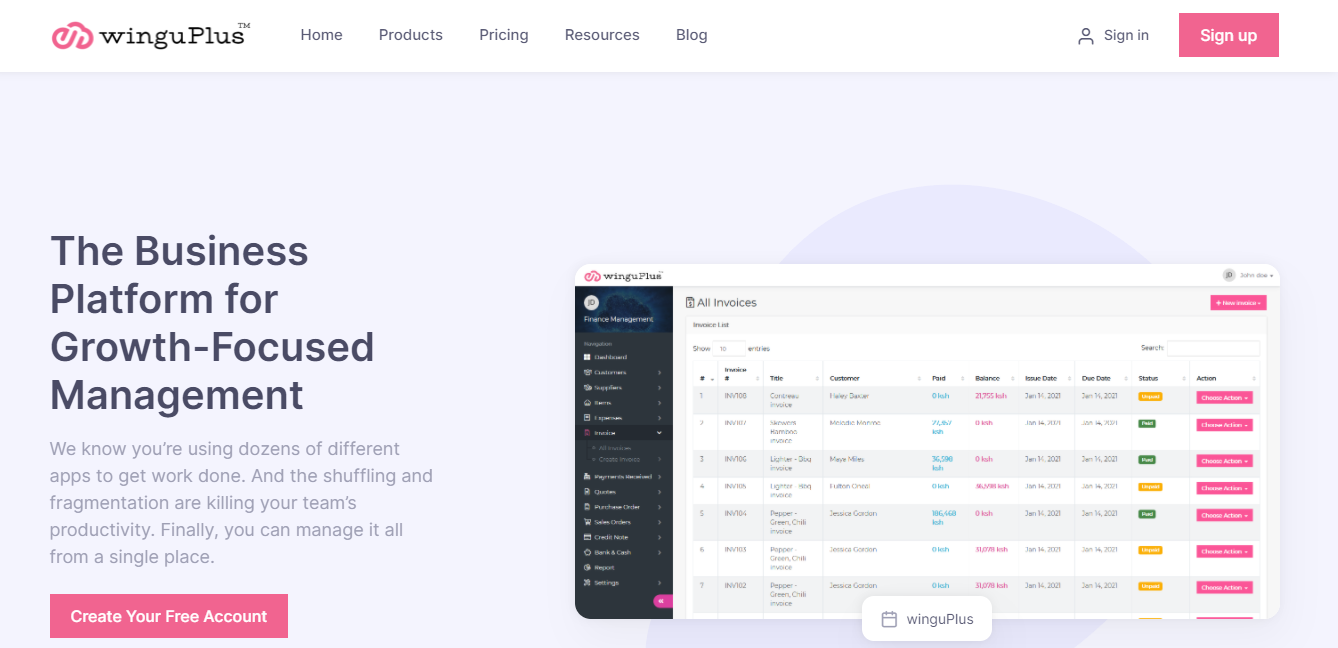 winguPlus™
Home
Products
Pricing
Resources
Blog
Sign in
Sign up
The Business
Platform for
Growth-Focused
Management
We know you’re using dozens of different
apps to get work done. And the shuffling and
fragmentation are killing your team’s
productivity. Finally, you can manage it all
from a single place.
Create Your Free Account
winguPlus™
JD John doe
JD
Finance Management
Navigation
Dashboard
Customers
Suppliers
Items
Expenses
Invoice
All Invoices
Create Invoice
Payments Received
Quotes
Purchase Order
Sales Orders
Credit Note
Bank & Cash
Report
Settings
All Invoices
+ New Invoice
Invoice List
Show 10 entries
Search:
# Invoice # Title Customer Paid Balance Issue Date Due Date Status Action
1 INV108 Contreau invoice Haley Baxter 0 ksh 21,755 ksh Jan 14, 2021 Jan 14, 2021 Unpaid Choose Action
2 INV107 Skewers Bamboo invoice 0 ksh Jan 14, 2021 Jan 14, 2021 Paid Choose Action
3 INV106 Lighter - Bbq invoice Maya Miles 36,598 ksh 0 ksh Jan 14, 2021 Jan 14, 2021 Paid Choose Action
4 INV105 Lighter - Bbq invoice Fulton Oneal 0 ksh Jan 14, 2021 Jan 14, 2021 Unpaid Choose Action
5 INV104 Pepper - Green, Chili invoice Jessica Gordon 186,468 ksh 0 ksh Jan 14, 2021 Jan 14, 2021 Paid Choose Action
6 INV103 Pepper - Green, Chili invoice Jessica Gordon 0 ksh 31,078 ksh Jan 14, 2021 Jan 14, 2021 Unpaid Choose Action
7 INV102 Pepper - Green, Chili invoice Jessica Gordon 0 ksh 31,078 ksh Jan 14, 2021 Jan 14, 2021 Unpaid Choose Action
winguPlus